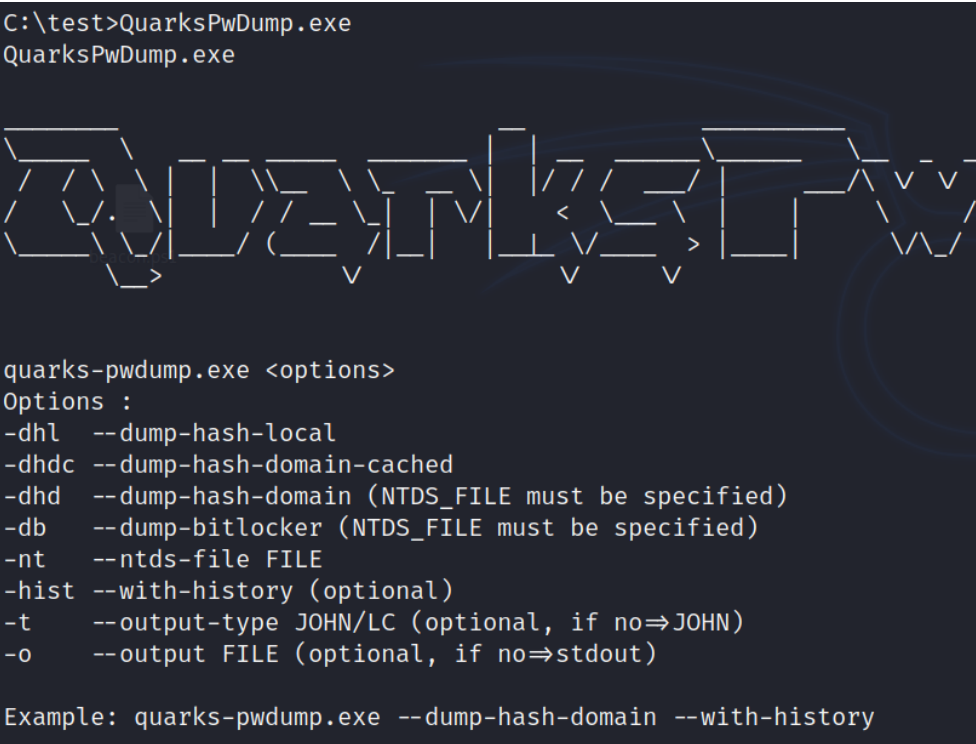 C:\test>QuarksPwDump.exe
QuarksPwDump.exe
QuarksPw
quarks-pwdump.exe <options>
Options :
-dhl --dump-hash-local
-dhdc --dump-hash-domain-cached
-dhd --dump-hash-domain (NTDS_FILE must be specified)
-db --dump-bitlocker (NTDS_FILE must be specified)
-nt --ntds-file FILE
-hist --with-history (optional)
-t --output-type JOHN/LC (optional, if no⇒JOHN)
-o --output FILE (optional, if no⇒stdout)
Example: quarks-pwdump.exe --dump-hash-domain --with-history